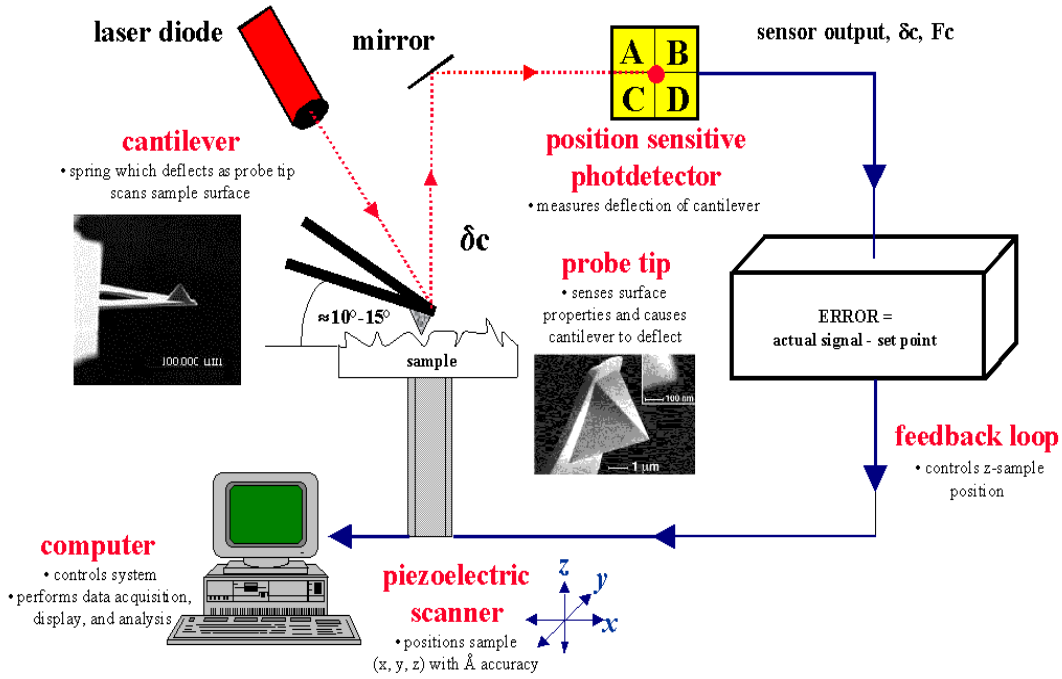 laser diode
mirror
A B
C D
sensor output, δc, Fc
cantilever
• spring which deflects as probe tip
scans sample surface
100.000 µm
position sensitive
photdetector
• measures deflection of cantilever
δc
≈10°-15°
sample
probe tip
• senses surface
properties and causes
cantilever to deflect
100 nm
1 µm
ERROR =
actual signal - set point
feedback loop
• controls z-sample
position
computer
• controls system
• performs data acquisition,
display, and analysis
piezoelectric
scanner
• positions sample
(x, y, z) with Å accuracy
z
y
x